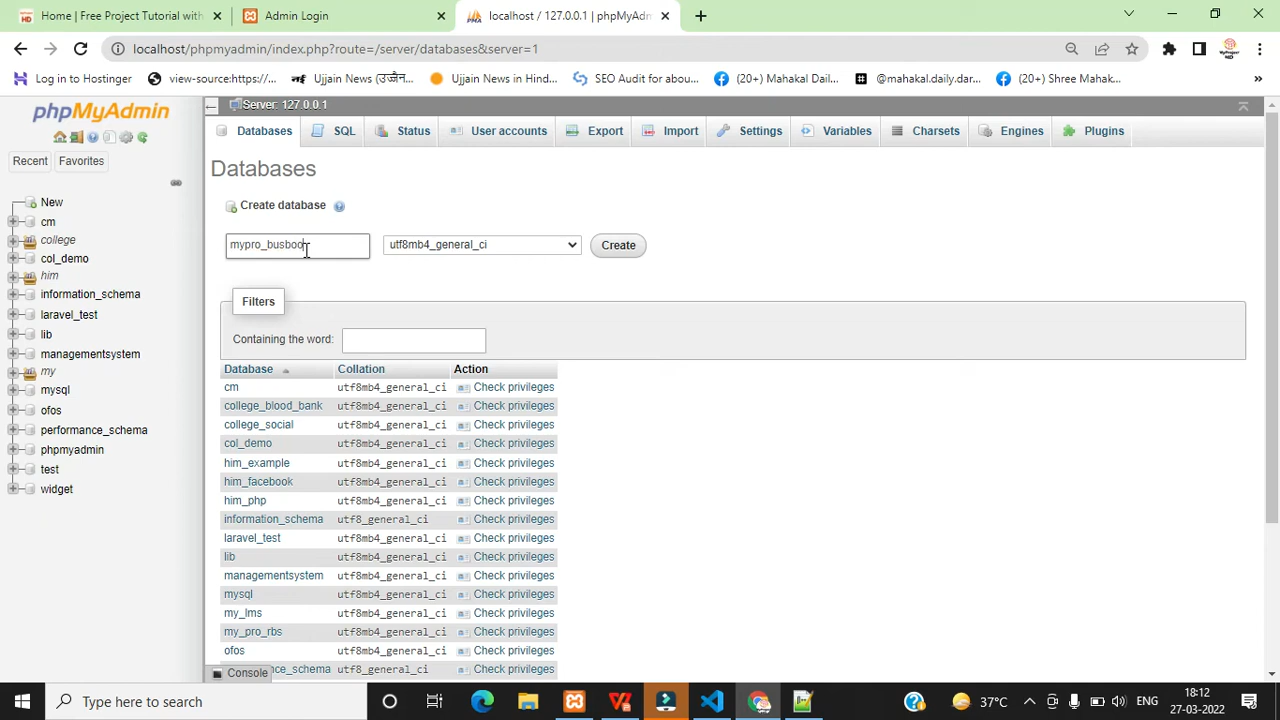 Home | Free Project Tutorial with
Admin Login
localhost / 127.0.0.1 | phpMyAdm
localhost/phpmyadmin/index.php?route=/server/databases&server=1
Log in to Hostinger
view-source:https://...
Ujjain News (उज्जैन...
Ujjain News in Hind...
SEO Audit for abou...
(20+) Mahakal Dail...
@mahakal.daily.dar...
(20+) Shree Mahak...
»
phpMyAdmin
Recent
Favorites
New
cm
college
col_demo
him
information_schema
laravel_test
lib
managementsystem
my
mysql
ofos
performance_schema
phpmyadmin
test
widget
Server: 127.0.0.1
Databases
SQL
Status
User accounts
Export
Import
Settings
Variables
Charsets
Engines
Plugins
Databases
Create database
mypro_busboo
utf8mb4_general_ci
Create
Filters
Containing the word:
Database Collation Action
cm utf8mb4_general_ci Check privileges
college_blood_bank utf8mb4_general_ci Check privileges
college_social utf8mb4_general_ci Check privileges
col_demo utf8mb4_general_ci Check privileges
him_example utf8mb4_general_ci Check privileges
him_facebook utf8mb4_general_ci Check privileges
him_php utf8mb4_general_ci Check privileges
information_schema utf8_general_ci Check privileges
laravel_test utf8mb4_general_ci Check privileges
lib utf8mb4_general_ci Check privileges
managementsystem utf8mb4_general_ci Check privileges
mysql utf8mb4_general_ci Check privileges
my_lms utf8mb4_general_ci Check privileges
my_pro_rbs utf8mb4_general_ci Check privileges
ofos utf8mb4_general_ci Check privileges
ance_schema utf8_general_ci Check privileges
Console
Type here to search
37°C
ENG
18:12
27-03-2022